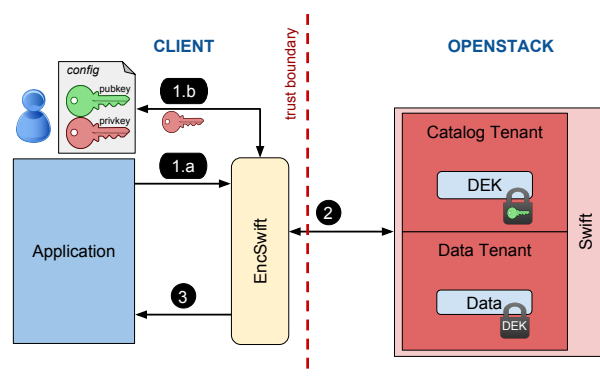 CLIENT
OPENSTACK
config
pubkey
privkey
1.b
trust boundary
1.a
Application
EncSwift
2
3
Catalog Tenant
DEK
Data Tenant
Data
DEK
Swift